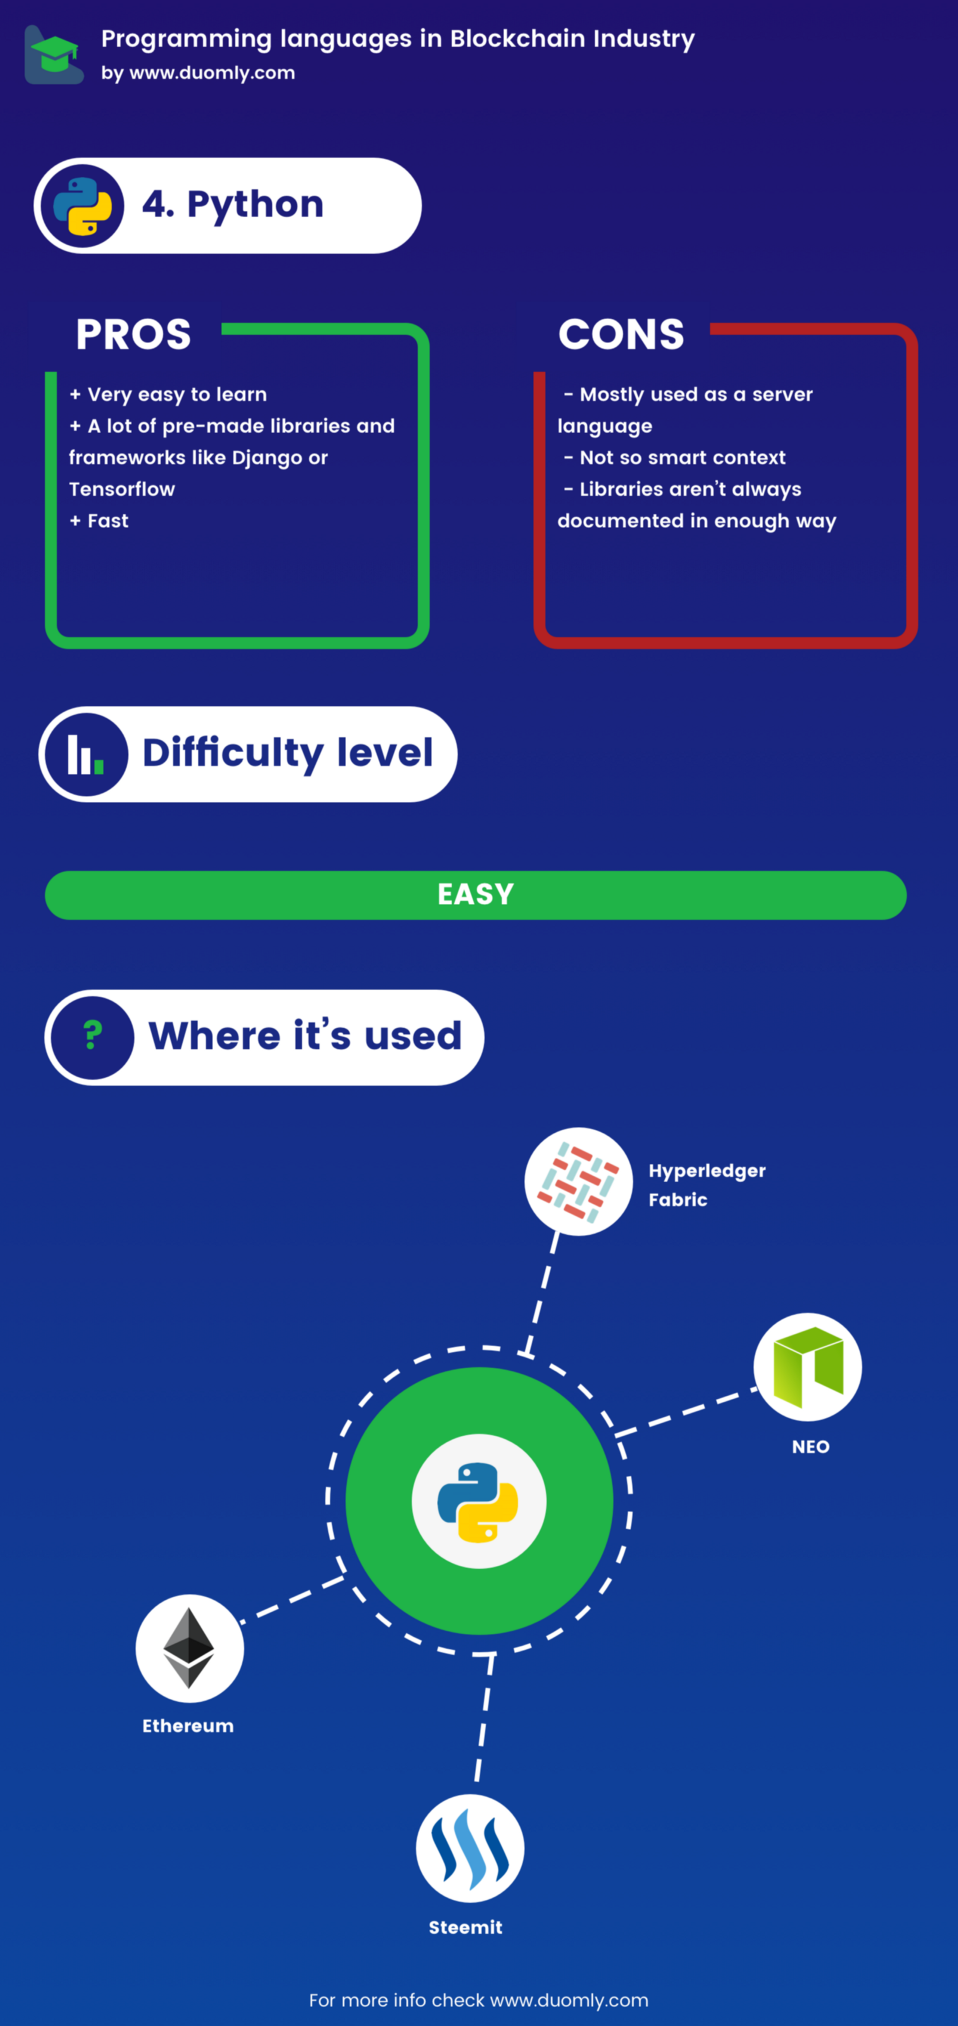 Programming languages in Blockchain Industry
by www.duomly.com
4. Python
PROS
+ Very easy to learn
+ A lot of pre-made libraries and
frameworks like Django or
Tensorflow
+ Fast
CONS
- Mostly used as a server
language
- Not so smart context
- Libraries aren't always
documented in enough way
Difficulty level
EASY
?
Where it's used
Hyperledger
Fabric
NEO
Ethereum
Steemit
For more info check www.duomly.com